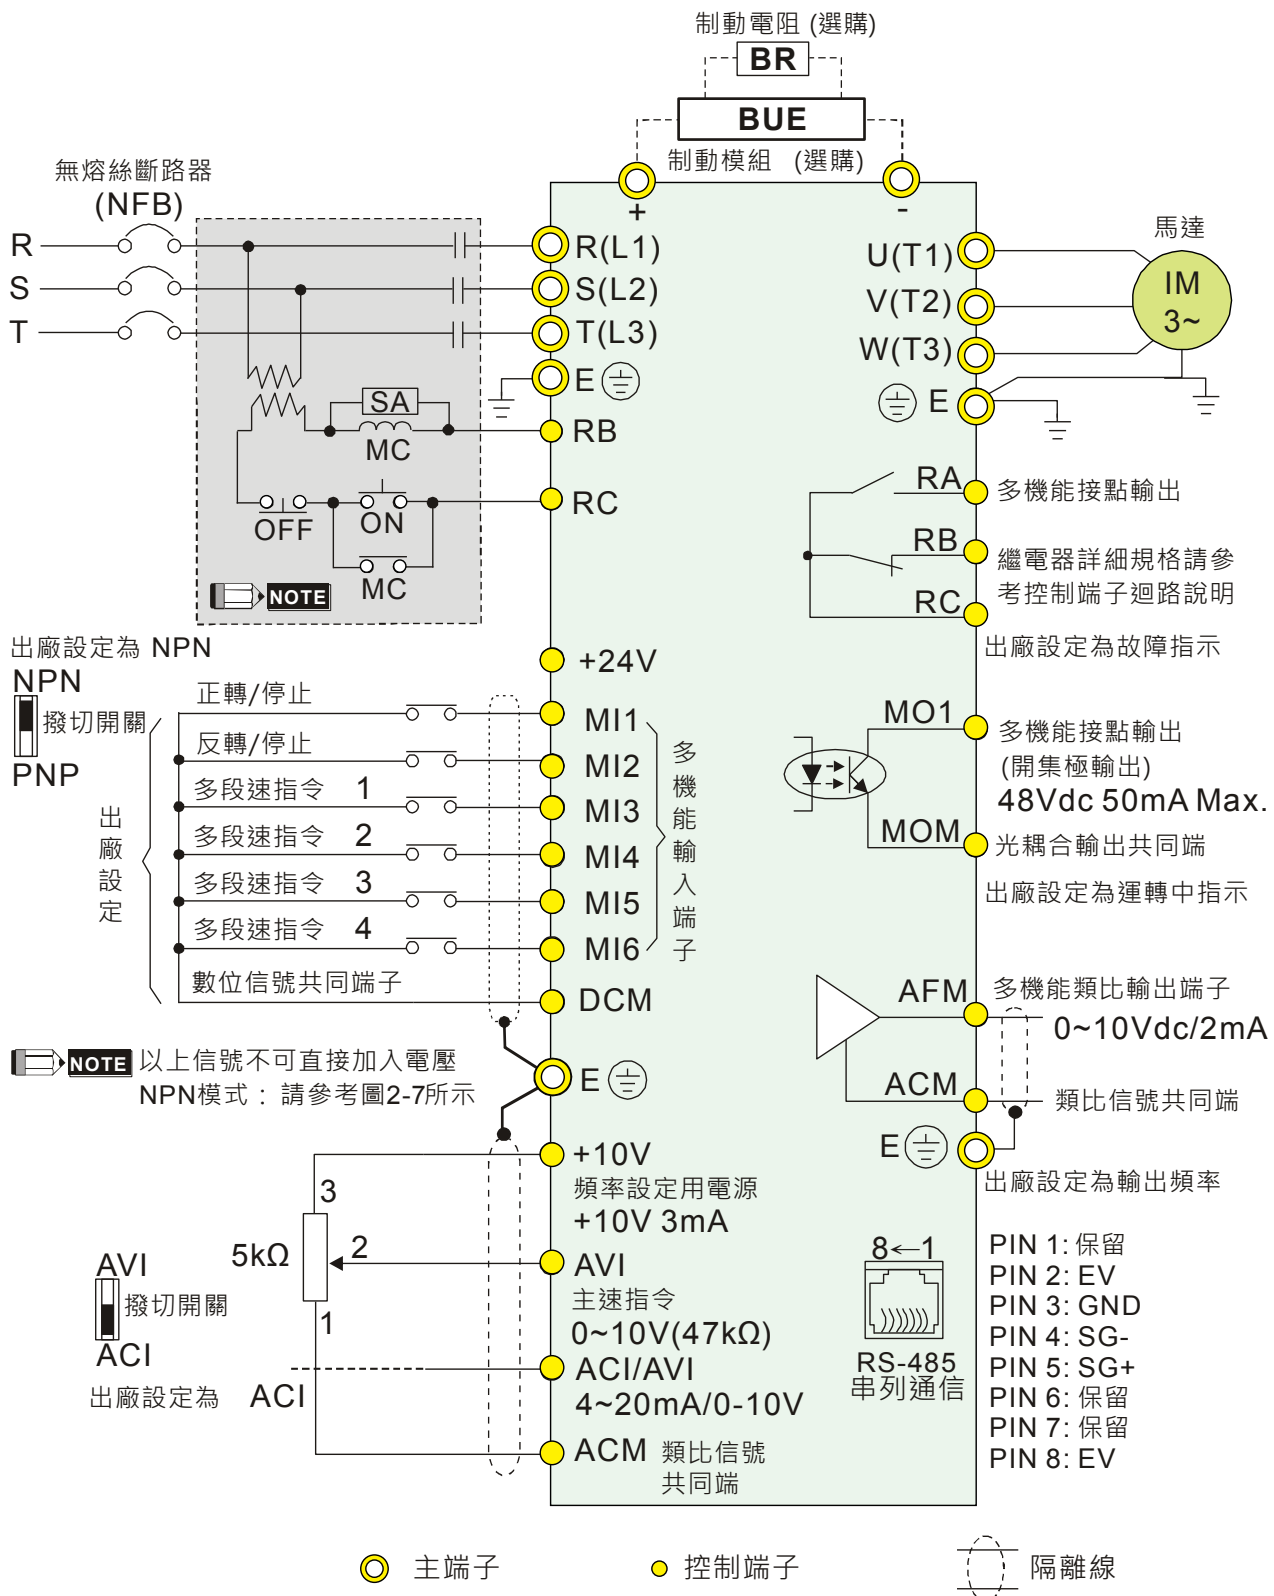 制動電阻 (選購)
BR
BUE
制動模組 (選購)
無熔絲斷路器
(NFB)
+
-
R
S
T
R(L1)
S(L2)
T(L3)
E
SA
MC
RB
OFF
ON
MC
RC
NOTE
U(T1)
V(T2)
W(T3)
E
馬達
IM
3~
RA
多機能接點輸出
RB
繼電器詳細規格請參
考控制端子迴路說明
RC
出廠設定為故障指示
出廠設定為 NPN
NPN
撥切開關
PNP
出廠設定
+24V
正轉/停止
MI1
反轉/停止
MI2
多段速指令 1
MI3
多段速指令 2
MI4
多段速指令 3
MI5
多段速指令 4
MI6
數位信號共同端子
DCM
多機能輸入端子
MO1
多機能接點輸出
(開集極輸出)
48Vdc 50mA Max.
MOM
光耦合輸出共同端
出廠設定為運轉中指示
NOTE 以上信號不可直接加入電壓
NPN模式 : 請參考圖2-7所示
E
AFM
多機能類比輸出端子
0~10Vdc/2mA
ACM
類比信號共同端
E
出廠設定為輸出頻率
+10V
頻率設定用電源
+10V 3mA
3
5kΩ
2
1
AVI
主速指令
0~10V(47kΩ)
AVI
撥切開關
ACI
出廠設定為 ACI
ACI/AVI
4~20mA/0-10V
ACM 類比信號
共同端
8←1
RS-485
串列通信
PIN 1: 保留
PIN 2: EV
PIN 3: GND
PIN 4: SG-
PIN 5: SG+
PIN 6: 保留
PIN 7: 保留
PIN 8: EV
主端子
控制端子
隔離線